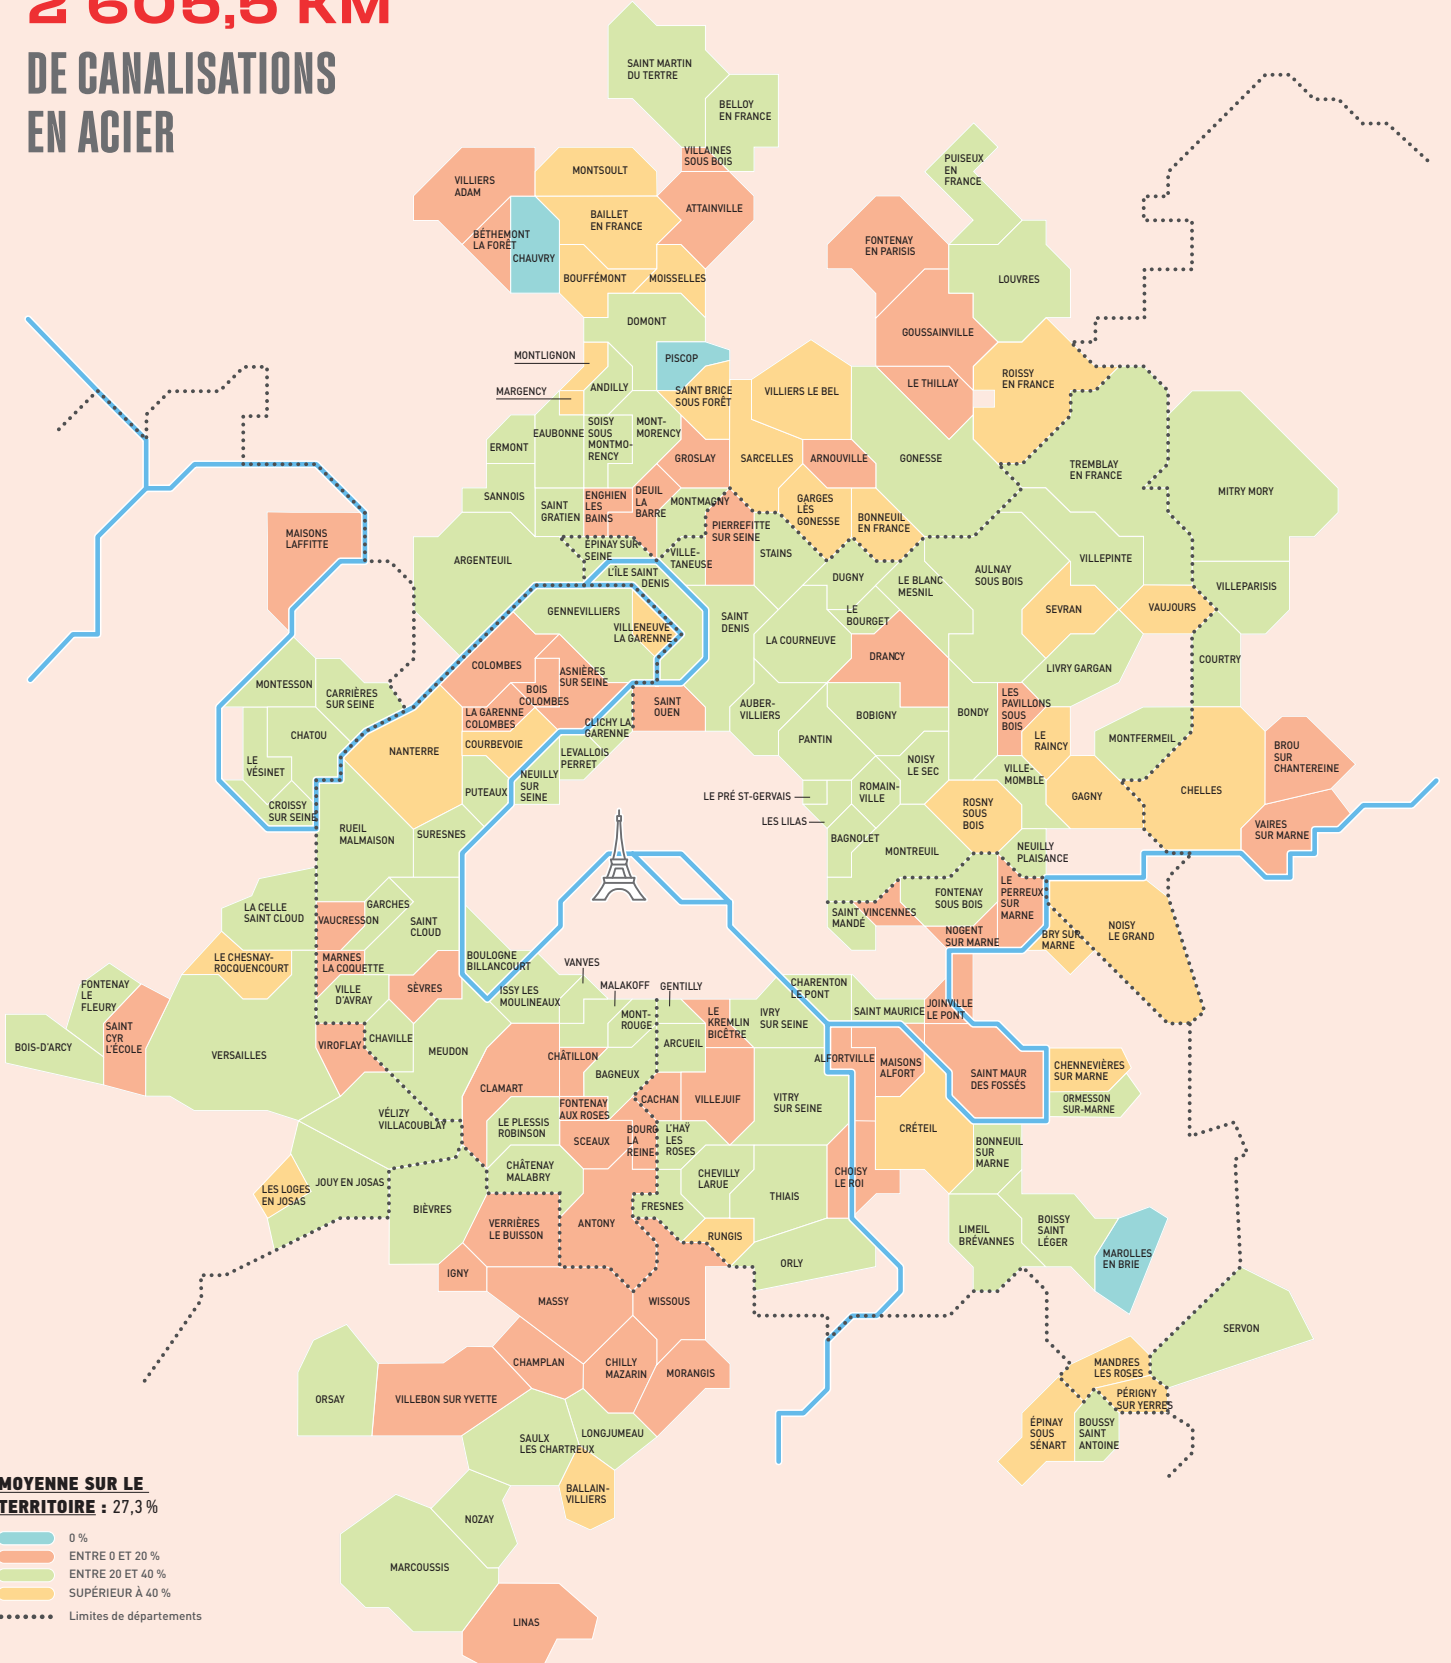 2 605,5 KM
DE CANALISATIONS
EN ACIER
SAINT MARTIN
DU TERTRE
BELLOY
EN FRANCE
VILLAINES
SOUS BOIS
MONTSOULT
VILLIERS
ADAM
ATTAINVILLE
BAILLET
EN FRANCE
BÉTHEMONT
LA FORÊT
CHAUVRY
BOUFFÉMONT
MOISSELLES
PUISEUX
EN
FRANCE
FONTENAY
EN PARISIS
LOUVRES
GOUSSAINVILLE
DOMONT
MONTLIGNON
PISCOP
MARGENCY
ANDILLY
SAINT BRICE
SOUS FORÊT
VILLIERS LE BEL
LE THILLAY
ROISSY
EN FRANCE
EAUBONNE
SOISY
SOUS
MONTMO-
RENCY
MONT-
MORENCY
ERMONT
GROSLAY
SARCELLES
ARNOUVILLE
GONESSE
TREMBLAY
EN FRANCE
MITRY MORY
SANNOIS
SAINT
GRATIEN
ENGHIEN
LES
BAINS
DEUIL
LA
BARRE
MONTMAGNY
GARGES
LÈS
GONESSE
BONNEUIL
EN FRANCE
PIERREFITTE
SUR SEINE
MAISONS
LAFFITTE
ARGENTEUIL
ÉPINAY SUR
SEINE
VILLE-
TANEUSE
STAINS
L'ÎLE SAINT
DENIS
DUGNY
LE BLANC
MESNIL
AULNAY
SOUS BOIS
VILLEPINTE
VILLEPARISIS
GENNEVILLIERS
VILLENEUVE
LA GARENNE
SAINT
DENIS
LE
BOURGET
SEVRAN
VAUJOURS
LA COURNEUVE
DRANCY
COURTRY
LIVRY GARGAN
COLOMBES
ASNIÈRES
SUR SEINE
BOIS
COLOMBES
MONTESSON
CARRIÈRES
SUR SEINE
LA GARENNE
COLOMBES
CLICHY LA
GARENNE
SAINT
OUEN
AUBER-
VILLIERS
BOBIGNY
BONDY
LES
PAVILLONS
SOUS
BOIS
CHATOU
NANTERRE
COURBEVOIE
LEVALLOIS
PERRET
PANTIN
NOISY
LE SEC
LE
RAINCY
MONTFERMEIL
BROU
SUR
CHANTEREINE
LE
VÉSINET
PUTEAUX
NEUILLY
SUR
SEINE
ROMAIN-
VILLE
VILLE-
MOMBLE
GAGNY
CHELLES
CROISSY
SUR SEINE
LE PRÉ ST-GERVAIS
ROSNY
SOUS
BOIS
LES LILAS
VAIRES
SUR MARNE
RUEIL
MALMAISON
SURESNES
BAGNOLET
MONTREUIL
NEUILLY
PLAISANCE
LE
PERREUX
SUR
MARNE
FONTENAY
SOUS BOIS
LA CELLE
SAINT CLOUD
VAUCRESSON
GARCHES
SAINT
CLOUD
SAINT
MANDÉ
VINCENNES
NOGENT
SUR MARNE
BRY SUR
MARNE
NOISY
LE GRAND
LE CHESNAY-
ROCQUENCOURT
MARNES
LA COQUETTE
BOULOGNE
BILLANCOURT
VANVES
FONTENAY
LE
FLEURY
VILLE
D'AVRAY
SÈVRES
ISSY LES
MOULINEAUX
MALAKOFF
GENTILLY
CHARENTON
LE PONT
SAINT MAURICE
JOINVILLE
LE PONT
SAINT
CYR
L'ÉCOLE
BOIS-D'ARCY
VERSAILLES
VIROFLAY
CHAVILLE
MEUDON
MONT-
ROUGE
LE
KREMLIN
BICÊTRE
IVRY
SUR SEINE
ARCUEIL
CHÂTILLON
BAGNEUX
ALFORTVILLE
MAISONS
ALFORT
SAINT MAUR
DES FOSSÉS
CHENNEVIÈRES
SUR MARNE
ORMESSON
SUR-MARNE
CLAMART
FONTENAY
AUX ROSES
CACHAN
VILLEJUIF
VITRY
SUR SEINE
VÉLIZY
VILLACOUBLAY
LE PLESSIS
ROBINSON
SCEAUX
BOURG
LA
REINE
L'HAŸ
LES
ROSES
CRÉTEIL
BONNEUIL
SUR
MARNE
LES LOGES
EN JOSAS
JOUY EN JOSAS
CHÂTENAY
MALABRY
CHEVILLY
LARUE
THIAIS
CHOISY
LE ROI
BIÈVRES
VERRIÈRES
LE BUISSON
ANTONY
FRESNES
RUNGIS
LIMEIL
BRÉVANNES
BOISSY
SAINT
LÉGER
MAROLLES
EN BRIE
ORLY
IGNY
MASSY
WISSOUS
SERVON
CHAMPLAN
CHILLY
MAZARIN
MORANGIS
MANDRES
LES ROSES
ORSAY
VILLEBON SUR YVETTE
PÉRIGNY
SUR YERRES
ÉPINAY
SOUS
SÉNART
BOUSSY
SAINT
ANTOINE
SAULX
LES CHARTREUX
LONGJUMEAU
BALLAIN-
VILLIERS
NOZAY
MARCOUSSIS
LINAS
MOYENNE SUR LE
TERRITOIRE : 27,3 %
0 %
ENTRE 0 ET 20 %
ENTRE 20 ET 40 %
SUPÉRIEUR À 40 %
Limites de départements